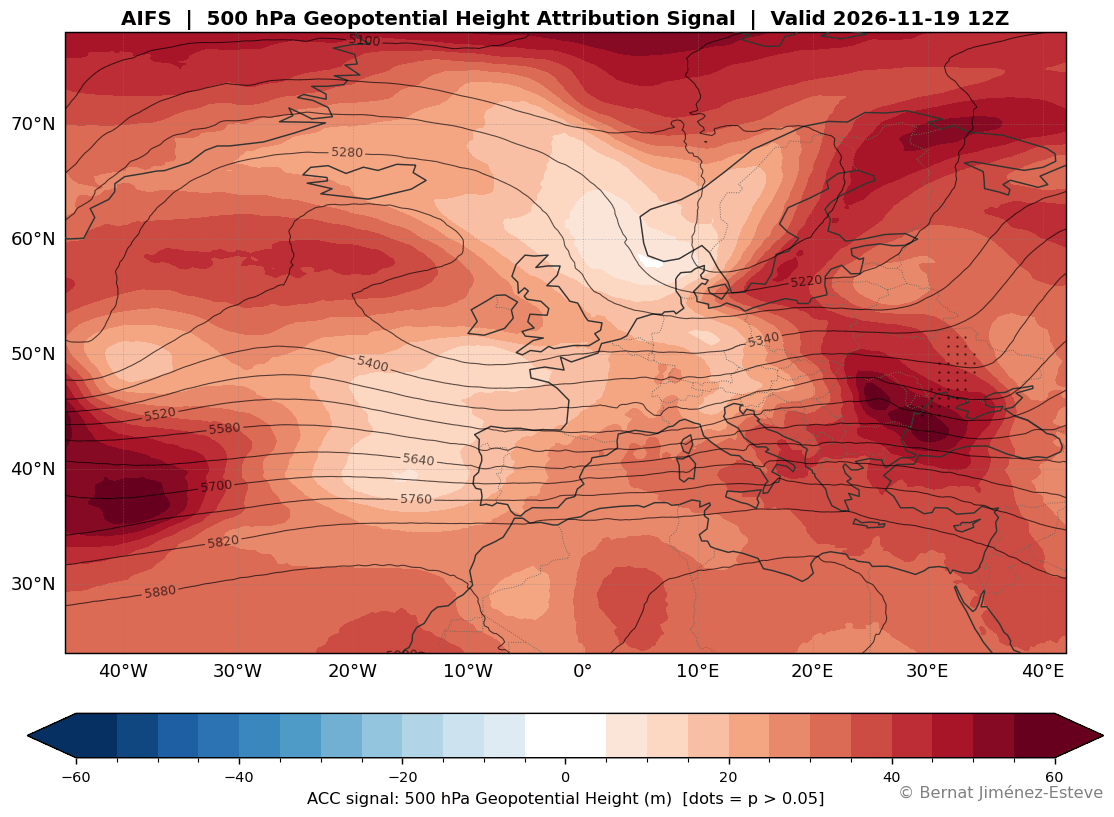 AIFS | 500 hPa Geopotential Height Attribution Signal | Valid 2026-11-19 12Z
5100
70°N
5280
60°N
5220
5340
50°N
5400
5520
5580
5640
40°N
5700
5760
5820
5880
30°N
40°W 30°W 20°W 10°W 0° 10°E 20°E 30°E 40°E
−60 −40 −20 0 20 40 60
ACC signal: 500 hPa Geopotential Height (m) [dots = p > 0.05]
© Bernat Jiménez-Esteve